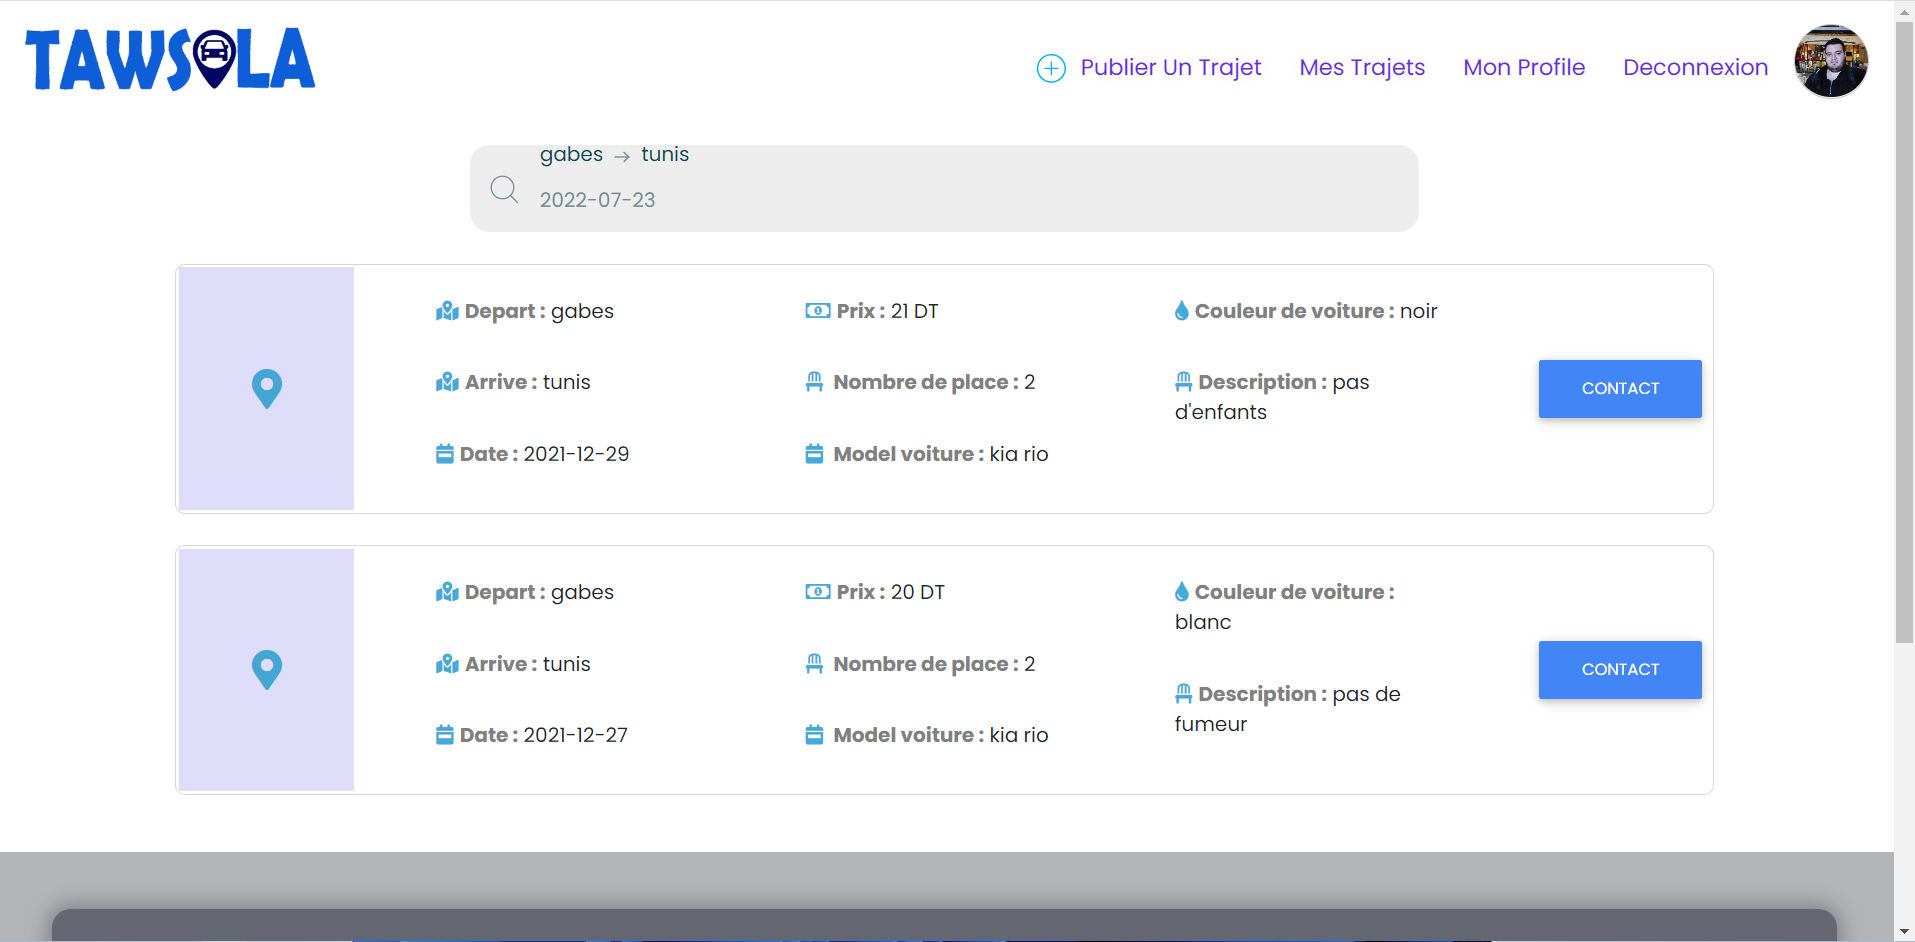 TAWSOLA
Publier Un Trajet Mes Trajets Mon Profile Deconnexion
gabes → tunis
2022-07-23
Depart : gabes
Arrive : tunis
Date : 2021-12-29
Prix : 21 DT
Nombre de place : 2
Model voiture : kia rio
Couleur de voiture : noir
Description : pas
d'enfants
CONTACT
Depart : gabes
Arrive : tunis
Date : 2021-12-27
Prix : 20 DT
Nombre de place : 2
Model voiture : kia rio
Couleur de voiture :
blanc
Description : pas de
fumeur
CONTACT